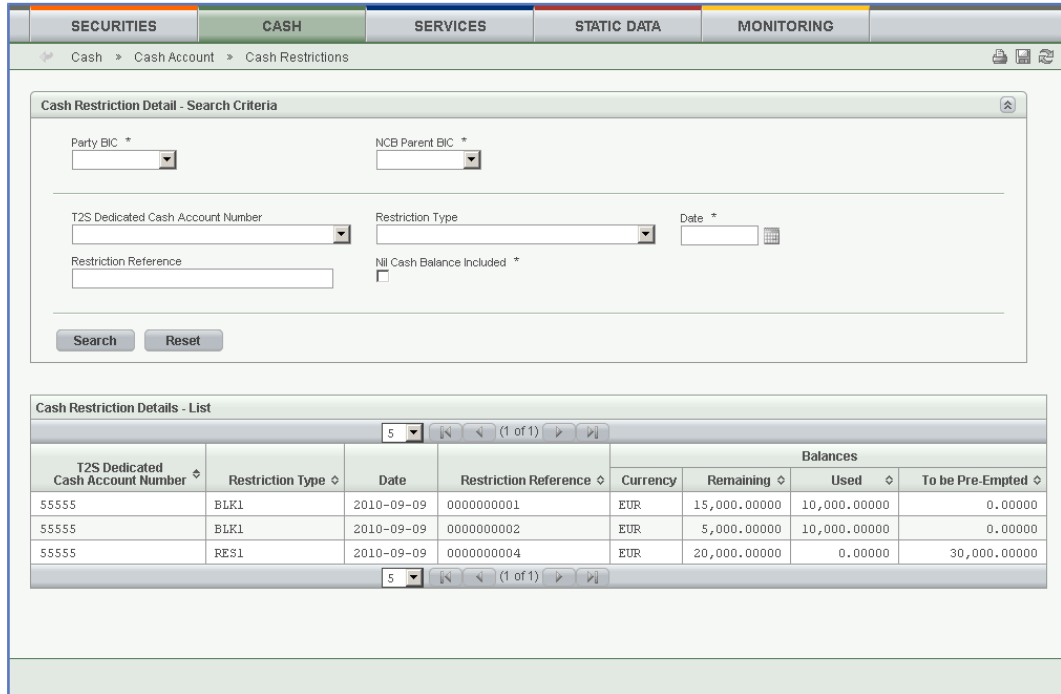 SECURITIES CASH SERVICES STATIC DATA MONITORING
Cash » Cash Account » Cash Restrictions
Cash Restriction Detail - Search Criteria
Party BIC * NCB Parent BIC *
T2S Dedicated Cash Account Number Restriction Type Date *
Restriction Reference Nil Cash Balance Included *
Search Reset
Cash Restriction Details - List
5 (1 of 1)
Balances
T2S Dedicated
Cash Account Number Restriction Type Date Restriction Reference Currency Remaining Used To be Pre-Empted
55555 BLK1 2010-09-09 0000000001 EUR 15,000.00000 10,000.00000 0.00000
55555 BLK1 2010-09-09 0000000002 EUR 5,000.00000 10,000.00000 0.00000
55555 RES1 2010-09-09 0000000004 EUR 20,000.00000 0.00000 30,000.00000
5 (1 of 1)